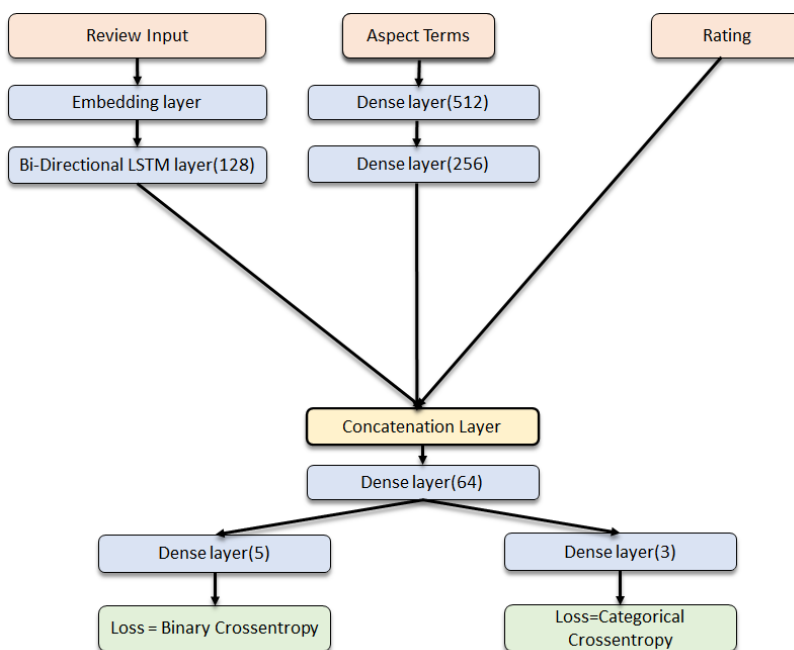 Review Input
Aspect Terms
Rating
Embedding layer
Dense layer(512)
Bi-Directional LSTM layer(128)
Dense layer(256)
Concatenation Layer
Dense layer(64)
Dense layer(5)
Dense layer(3)
Loss = Binary Crossentropy
Loss=Categorical
Crossentropy